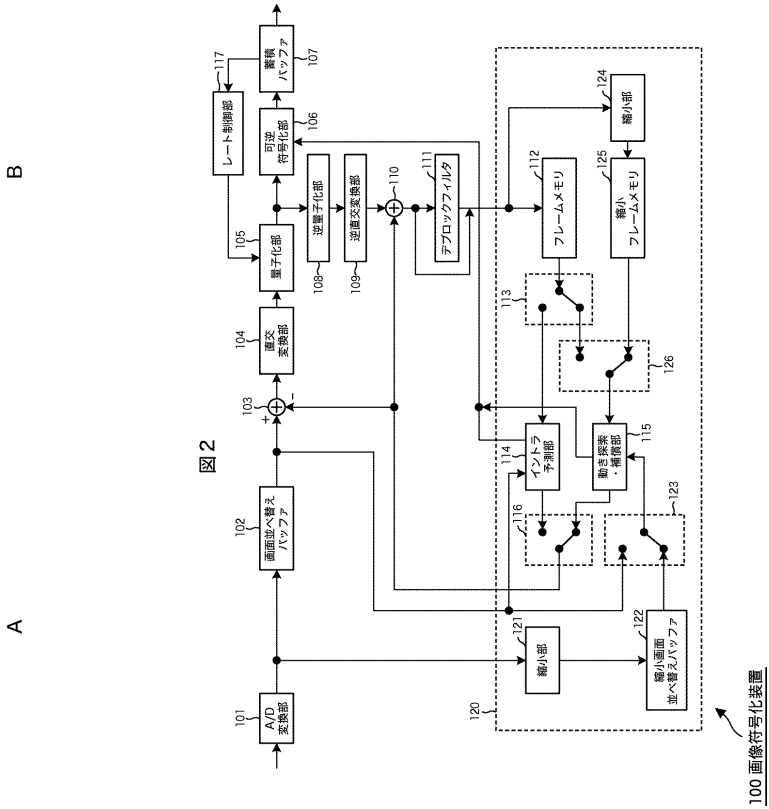 A
B
図2
100 画像符号化装置
101
A/D
変換部
102
画面並べ替え
バッファ
103
+
-
104
直交
変換部
105
量子化部
106
可逆
符号化部
107
蓄積
バッファ
117
レート制御部
108
逆量子化部
109
逆直交変換部
110
111
デブロックフィルタ
112
フレームメモリ
113
114
イントラ
予測部
115
動き探索
・補償部
116
120
121
縮小部
122
縮小画面
並べ替えバッファ
123
124
縮小部
125
縮小
フレームメモリ
126